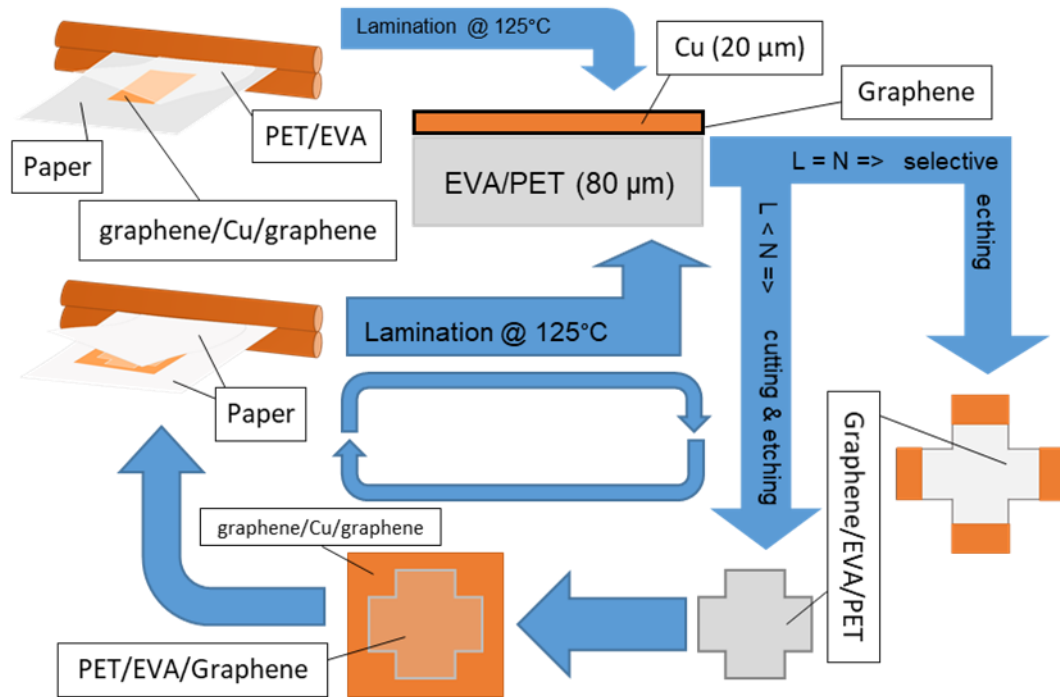 Lamination @ 125°C
Cu (20 µm)
Graphene
PET/EVA
Paper
graphene/Cu/graphene
EVA/PET (80 µm)
L = N => selective
ecthing
L < N => cutting & etching
Lamination @ 125°C
Paper
Graphene/EVA/PET
graphene/Cu/graphene
PET/EVA/Graphene